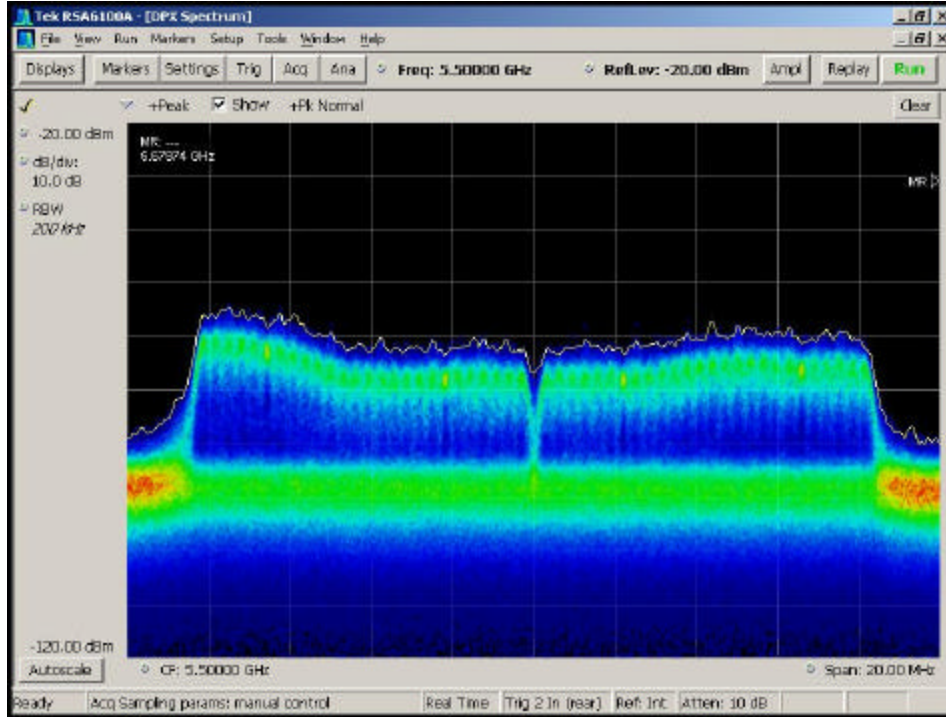 Tek RSA6100A - [DPX Spectrum]
File View Run Markers Setup Tools Window Help
Displays Markers Settings Trig Acq Ana Freq: 5.50000 GHz RefLev: -20.00 dBm Ampl Replay Run
+Peak Show +Pk Normal Clear
-20.00 dBm
MR: ---
6.67874 GHz
dB/div:
10.0 dB
MR
RBW
200 kHz
-120.00 dBm
Autoscale CF: 5.50000 GHz Span: 20.00 MHz
Ready Acq Sampling params: manual control Real Time Trig 2 In (rear) Ref: Int Atten: 10 dB